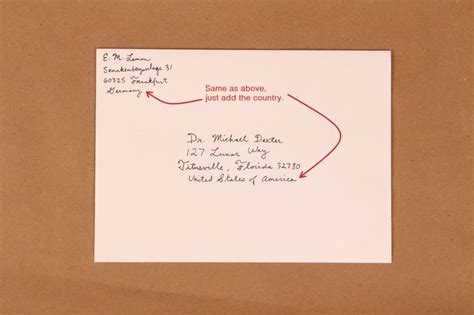 E. M. Lemon
Senckenberganlage 31
60325 Frankfurt
Germany
Same as above,
just add the country.
Dr. Michael Dexter
127 Lunar Way
Titusville, Florida 32780
United States of America